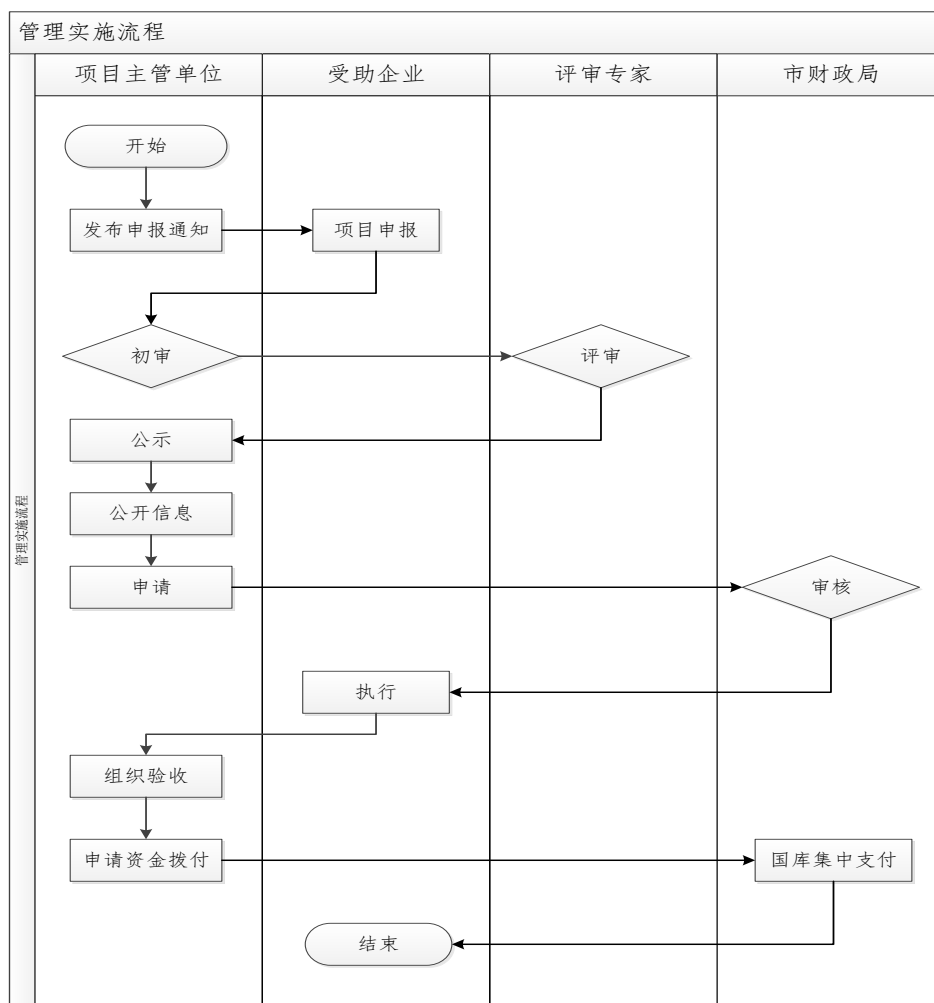 管理实施流程
项目主管单位
受助企业
评审专家
市财政局
管理实施流程
开始
发布申报通知
项目申报
初审
评审
公示
公开信息
申请
审核
执行
组织验收
申请资金拨付
国库集中支付
结束